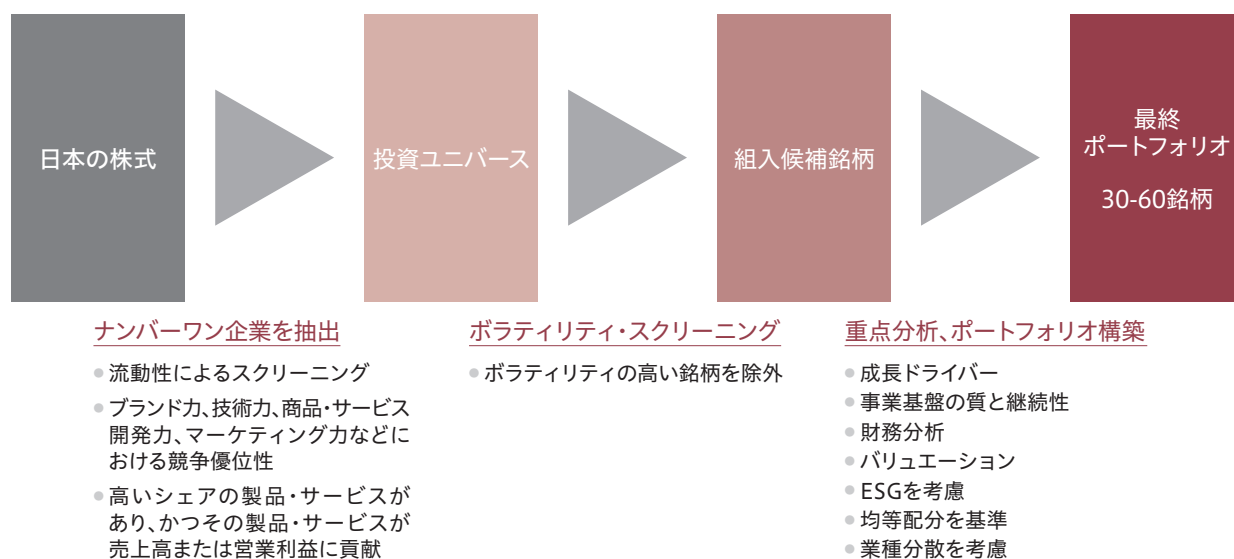 日本の株式
投資ユニバース
組入候補銘柄
最終
ポートフォリオ
30-60銘柄
ナンバーワン企業を抽出
● 流動性によるスクリーニング
● ブランド力、技術力、商品・サービス
開発力、マーケティング力などに
おける競争優位性
● 高いシェアの製品・サービスが
あり、かつその製品・サービスが
売上高または営業利益に貢献
ボラティリティ・スクリーニング
● ボラティリティの高い銘柄を除外
重点分析、ポートフォリオ構築
● 成長ドライバー
● 事業基盤の質と継続性
● 財務分析
● バリュエーション
● ESGを考慮
● 均等配分を基準
● 業種分散を考慮